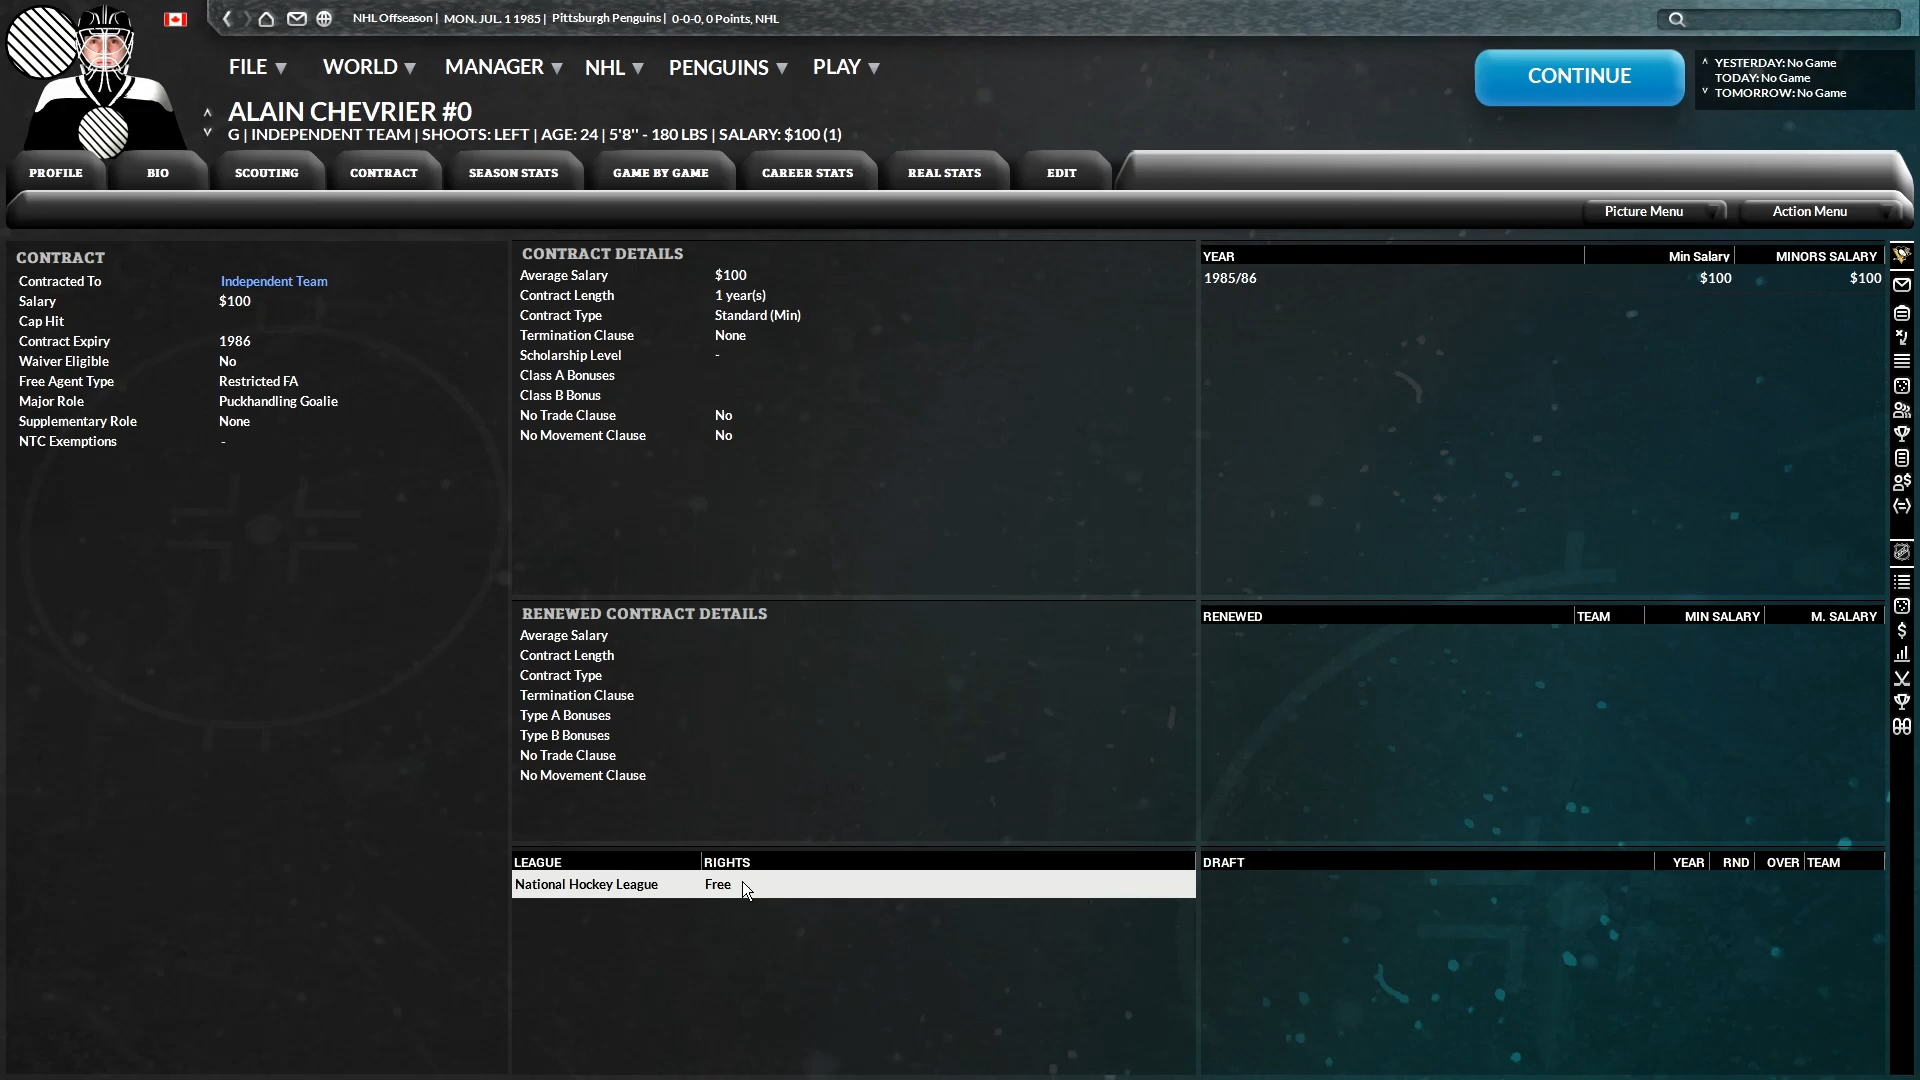 NHL Offseason | MON. JUL. 1 1985 | Pittsburgh Penguins | 0-0-0, 0 Points, NHL
FILE WORLD MANAGER NHL PENGUINS PLAY
CONTINUE
YESTERDAY: No Game
TODAY: No Game
TOMORROW: No Game
ALAIN CHEVRIER #0
G | INDEPENDENT TEAM | SHOOTS: LEFT | AGE: 24 | 5'8'' - 180 LBS | SALARY: $100 (1)
PROFILE BIO SCOUTING CONTRACT SEASON STATS GAME BY GAME CAREER STATS REAL STATS EDIT
Picture Menu Action Menu
CONTRACT
Contracted To Independent Team
Salary $100
Cap Hit
Contract Expiry 1986
Waiver Eligible No
Free Agent Type Restricted FA
Major Role Puckhandling Goalie
Supplementary Role None
NTC Exemptions -
CONTRACT DETAILS
Average Salary $100
Contract Length 1 year(s)
Contract Type Standard (Min)
Termination Clause None
Scholarship Level -
Class A Bonuses
Class B Bonus
No Trade Clause No
No Movement Clause No
YEAR Min Salary MINORS SALARY
1985/86 $100 $100
RENEWED CONTRACT DETAILS
Average Salary
Contract Length
Contract Type
Termination Clause
Type A Bonuses
Type B Bonuses
No Trade Clause
No Movement Clause
RENEWED TEAM MIN SALARY M. SALARY
LEAGUE RIGHTS
National Hockey League Free
DRAFT YEAR RND OVER TEAM